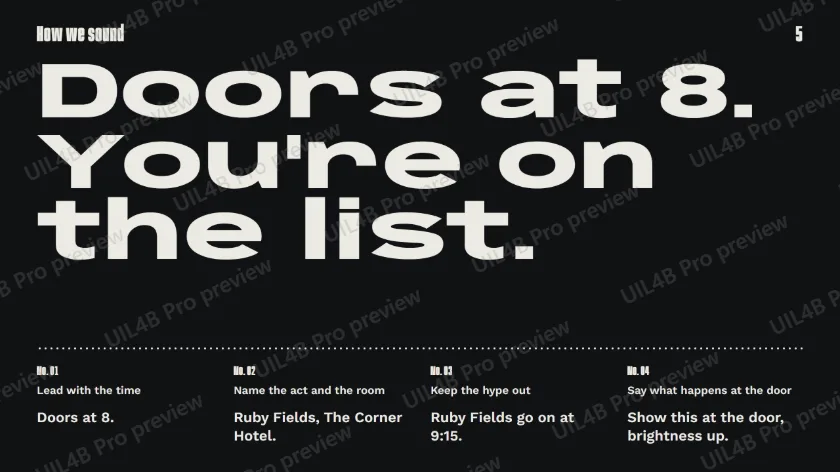 How we sound
5
Doors at 8.
You're on
the list.
No. 01
Lead with the time
Doors at 8.
No. 02
Name the act and the room
Ruby Fields, The Corner
Hotel.
No. 03
Keep the hype out
Ruby Fields go on at
9:15.
No. 04
Say what happens at the door
Show this at the door,
brightness up.
UIL4B Pro preview